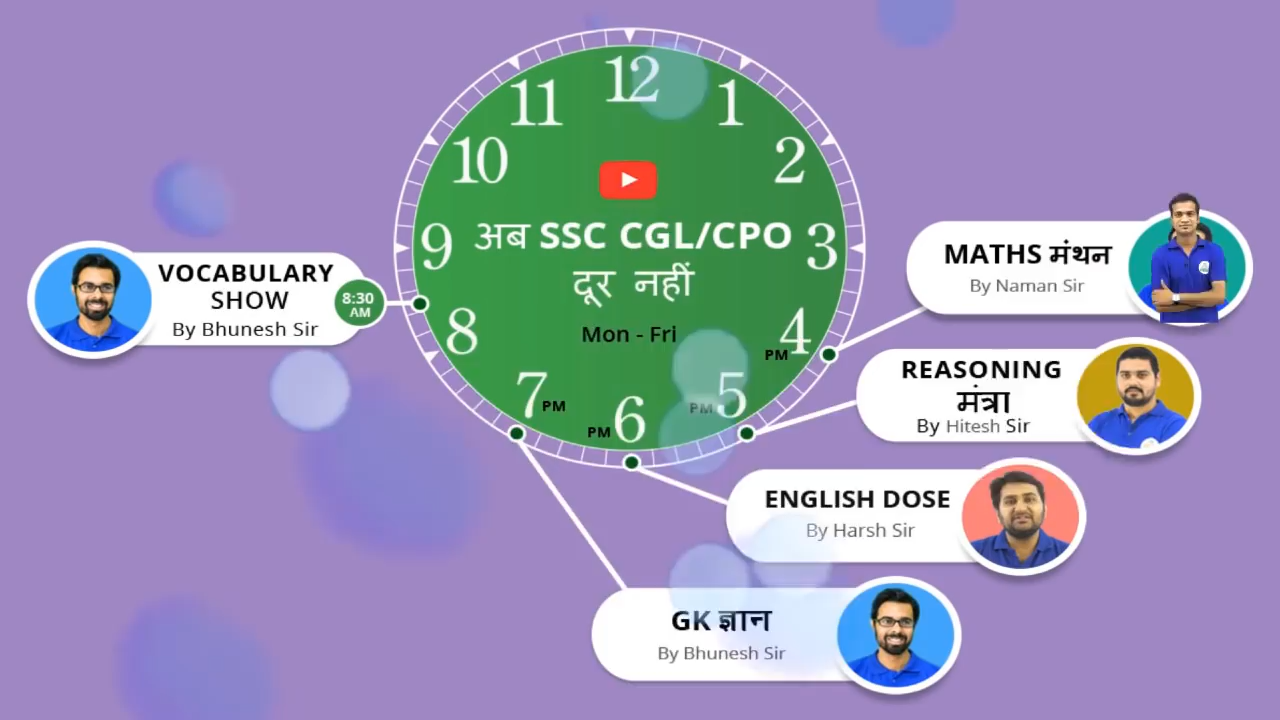 12
11
1
10
2
9
3
8
4
PM
7
PM
6
PM
5
PM
अब SSC CGL/CPO
दूर नहीं
Mon - Fri
VOCABULARY
SHOW
By Bhunesh Sir
8:30
AM
MATHS मंथन
By Naman Sir
REASONING
मंत्रा
By Hitesh Sir
ENGLISH DOSE
By Harsh Sir
GK ज्ञान
By Bhunesh Sir